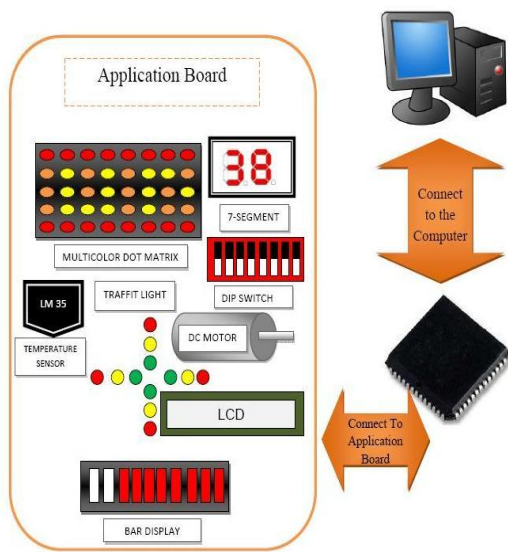 Application Board
38
7-SEGMENT
MULTICOLOR DOT MATRIX
DIP SWITCH
TRAFFIT LIGHT
LM 35
TEMPERATURE
SENSOR
DC MOTOR
LCD
BAR DISPLAY
Connect
to the
Computer
Connect To
Application
Board